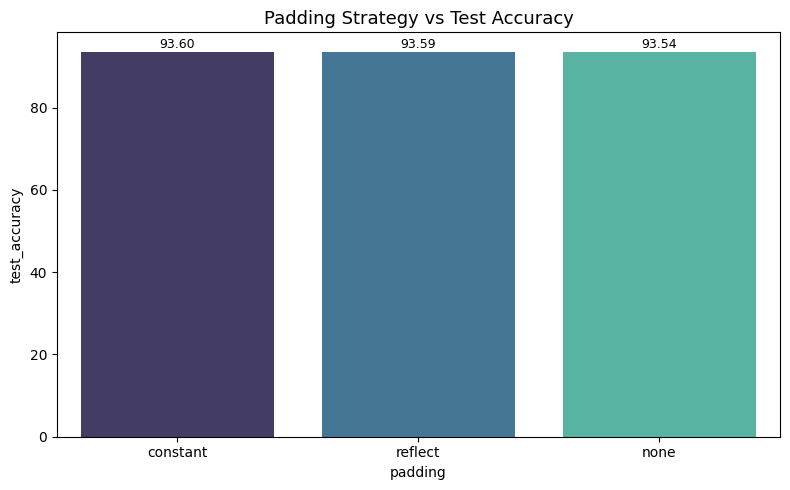 Padding Strategy vs Test Accuracy
93.60 93.59 93.54
80
60
40
20
0
test_accuracy
constant reflect none
padding